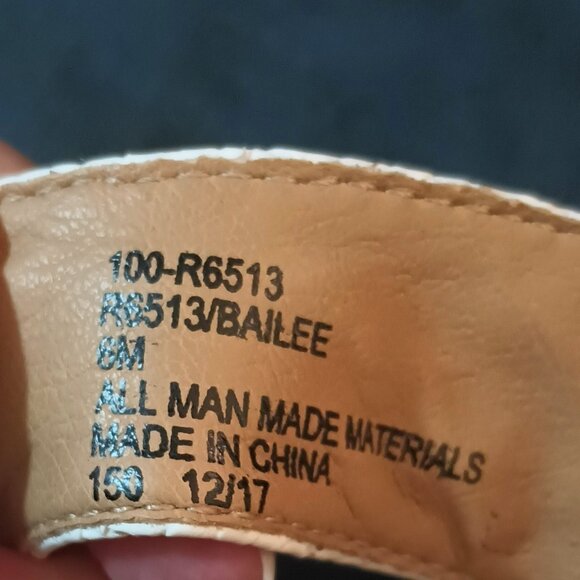 100-R6513
R6513/BAILEE
6M
ALL MAN MADE MATERIALS
MADE IN CHINA
150 12/17